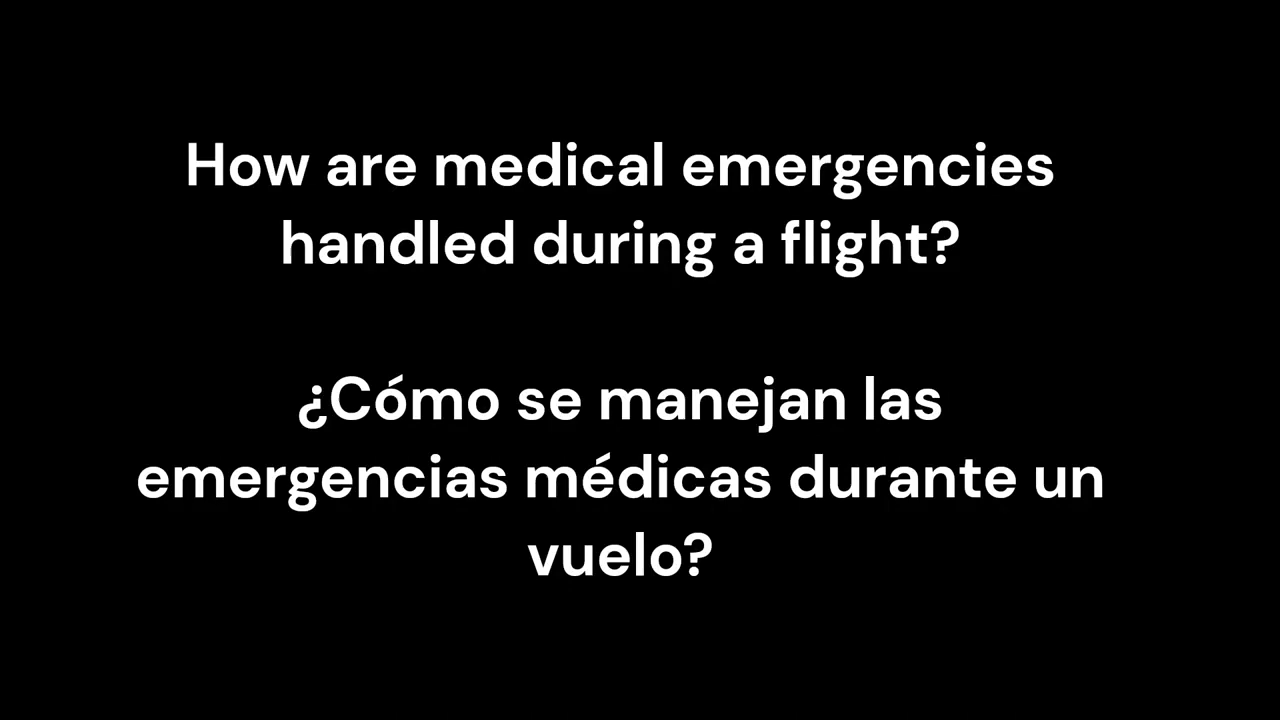 How are medical emergencies
handled during a flight?
¿Cómo se manejan las
emergencias médicas durante un
vuelo?